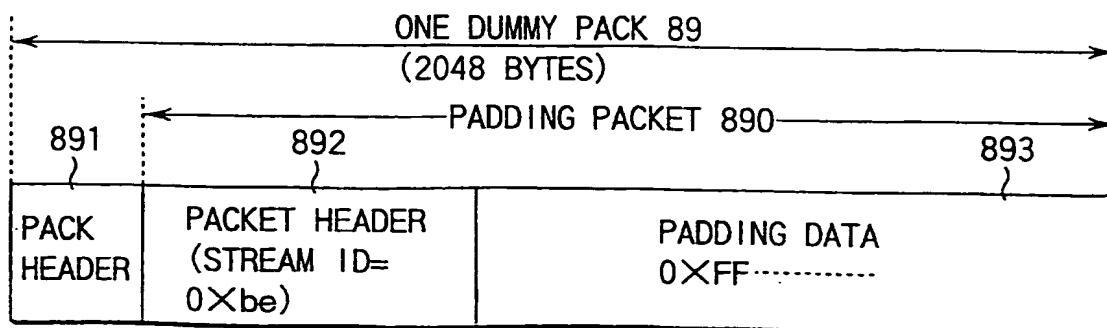 ONE DUMMY PACK 89
(2048 BYTES)
PADDING PACKET 890
891
892
893
PACK
HEADER
PACKET HEADER
(STREAM ID=
0×be)
PADDING DATA
0×FF------------